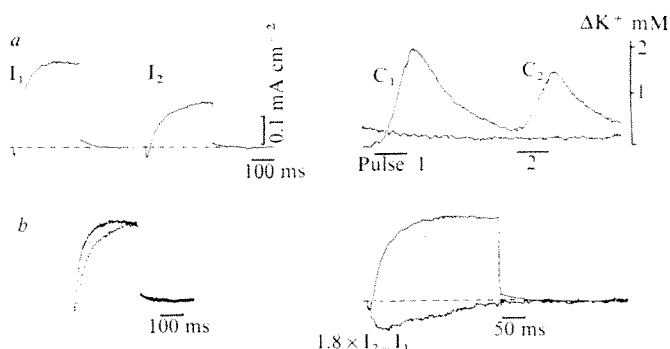 a
ΔK⁺ mM
I₁
I₂
0.1 mA cm⁻²
100 ms
C₁
C₂
2
1
Pulse 1
2
b
100 ms
50 ms
1.8 × I₂ - I₁